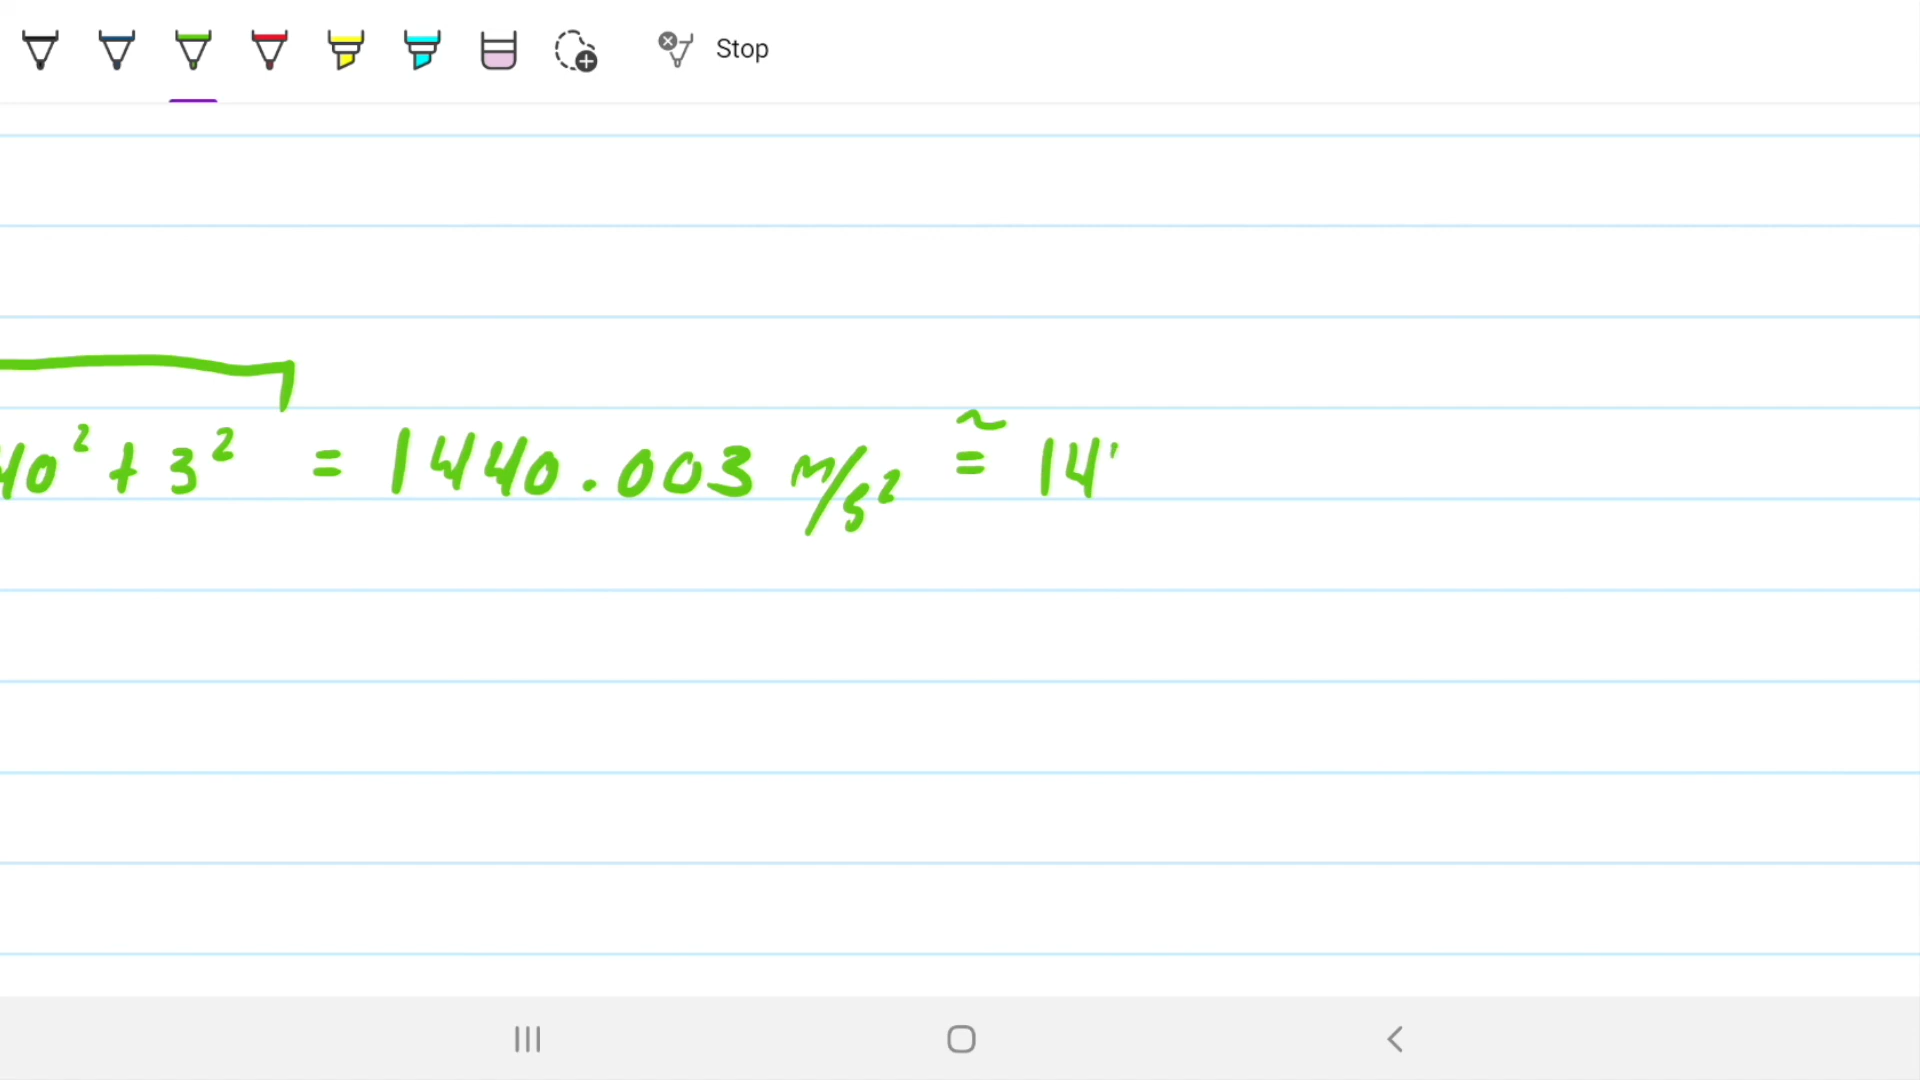 Stop
40² + 3² = 1440.003 m/s² ≅ 14